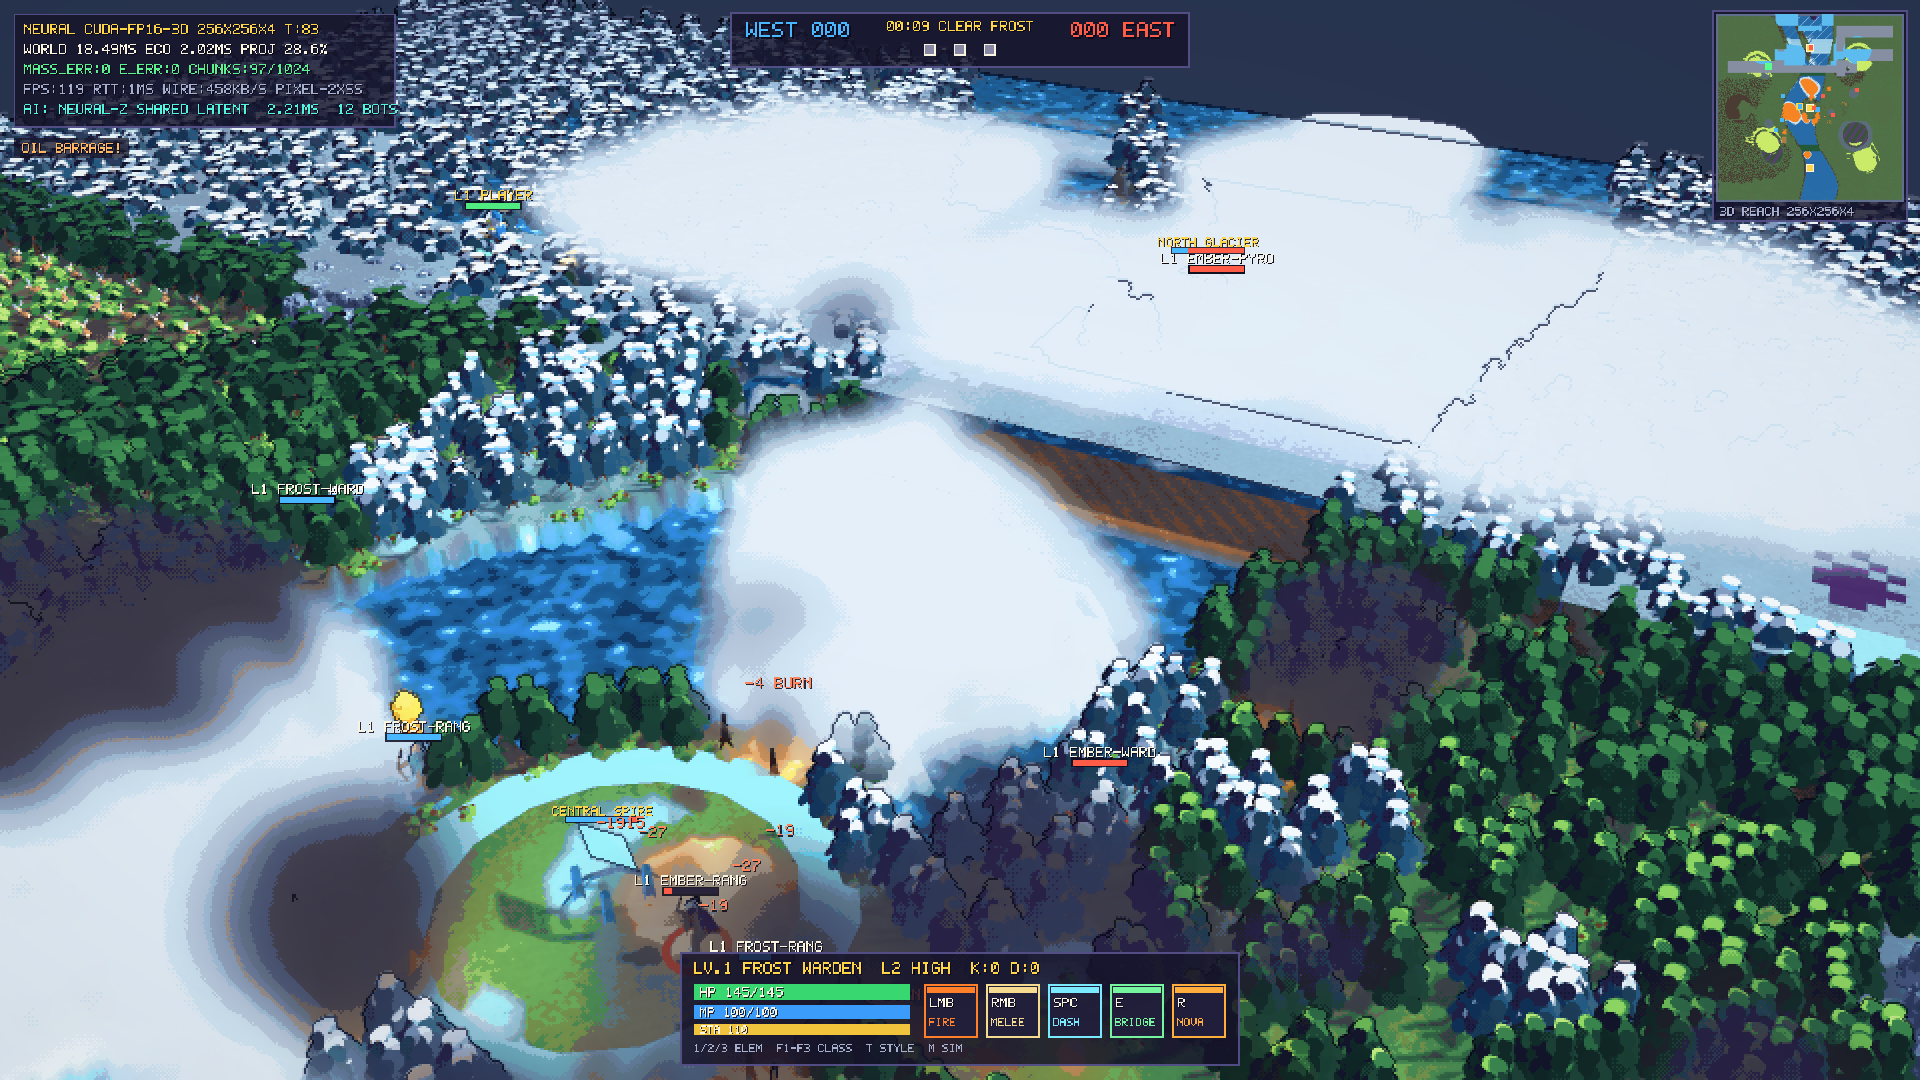 NEURAL CUDA-FP16-3D 256X256X4 T:83
WORLD 18.49MS ECO 2.02MS PROJ 28.6%
MASS_ERR:0 E_ERR:0 CHUNKS:97/1024
FPS:119 RTT:1MS WIRE:458KB/S PIXEL-2XSS
AI: NEURAL-Z SHARED LATENT 2.21MS 12 BOTS
OIL BARRAGE!
WEST 000 00:09 CLEAR FROST 000 EAST
3D REACH 256X256X4
L1 PLAYER
NORTH GLACIER
L1 EMBER-PYRO
L1 FROST-WARD
-4 BURN
L1 FROST-RANG
L1 EMBER-WARD
CENTRAL SPIRE
-27
-19
-27
L1 EMBER-RANG
-19
L1 FROST-RANG
LV.1 FROST WARDEN L2 HIGH K:0 D:0
HP 145/145
MP 100/100
STA 110
LMB FIRE
RMB MELEE
SPC DASH
E BRIDGE
R NOVA
1/2/3 ELEM F1-F3 CLASS T STYLE M SIM